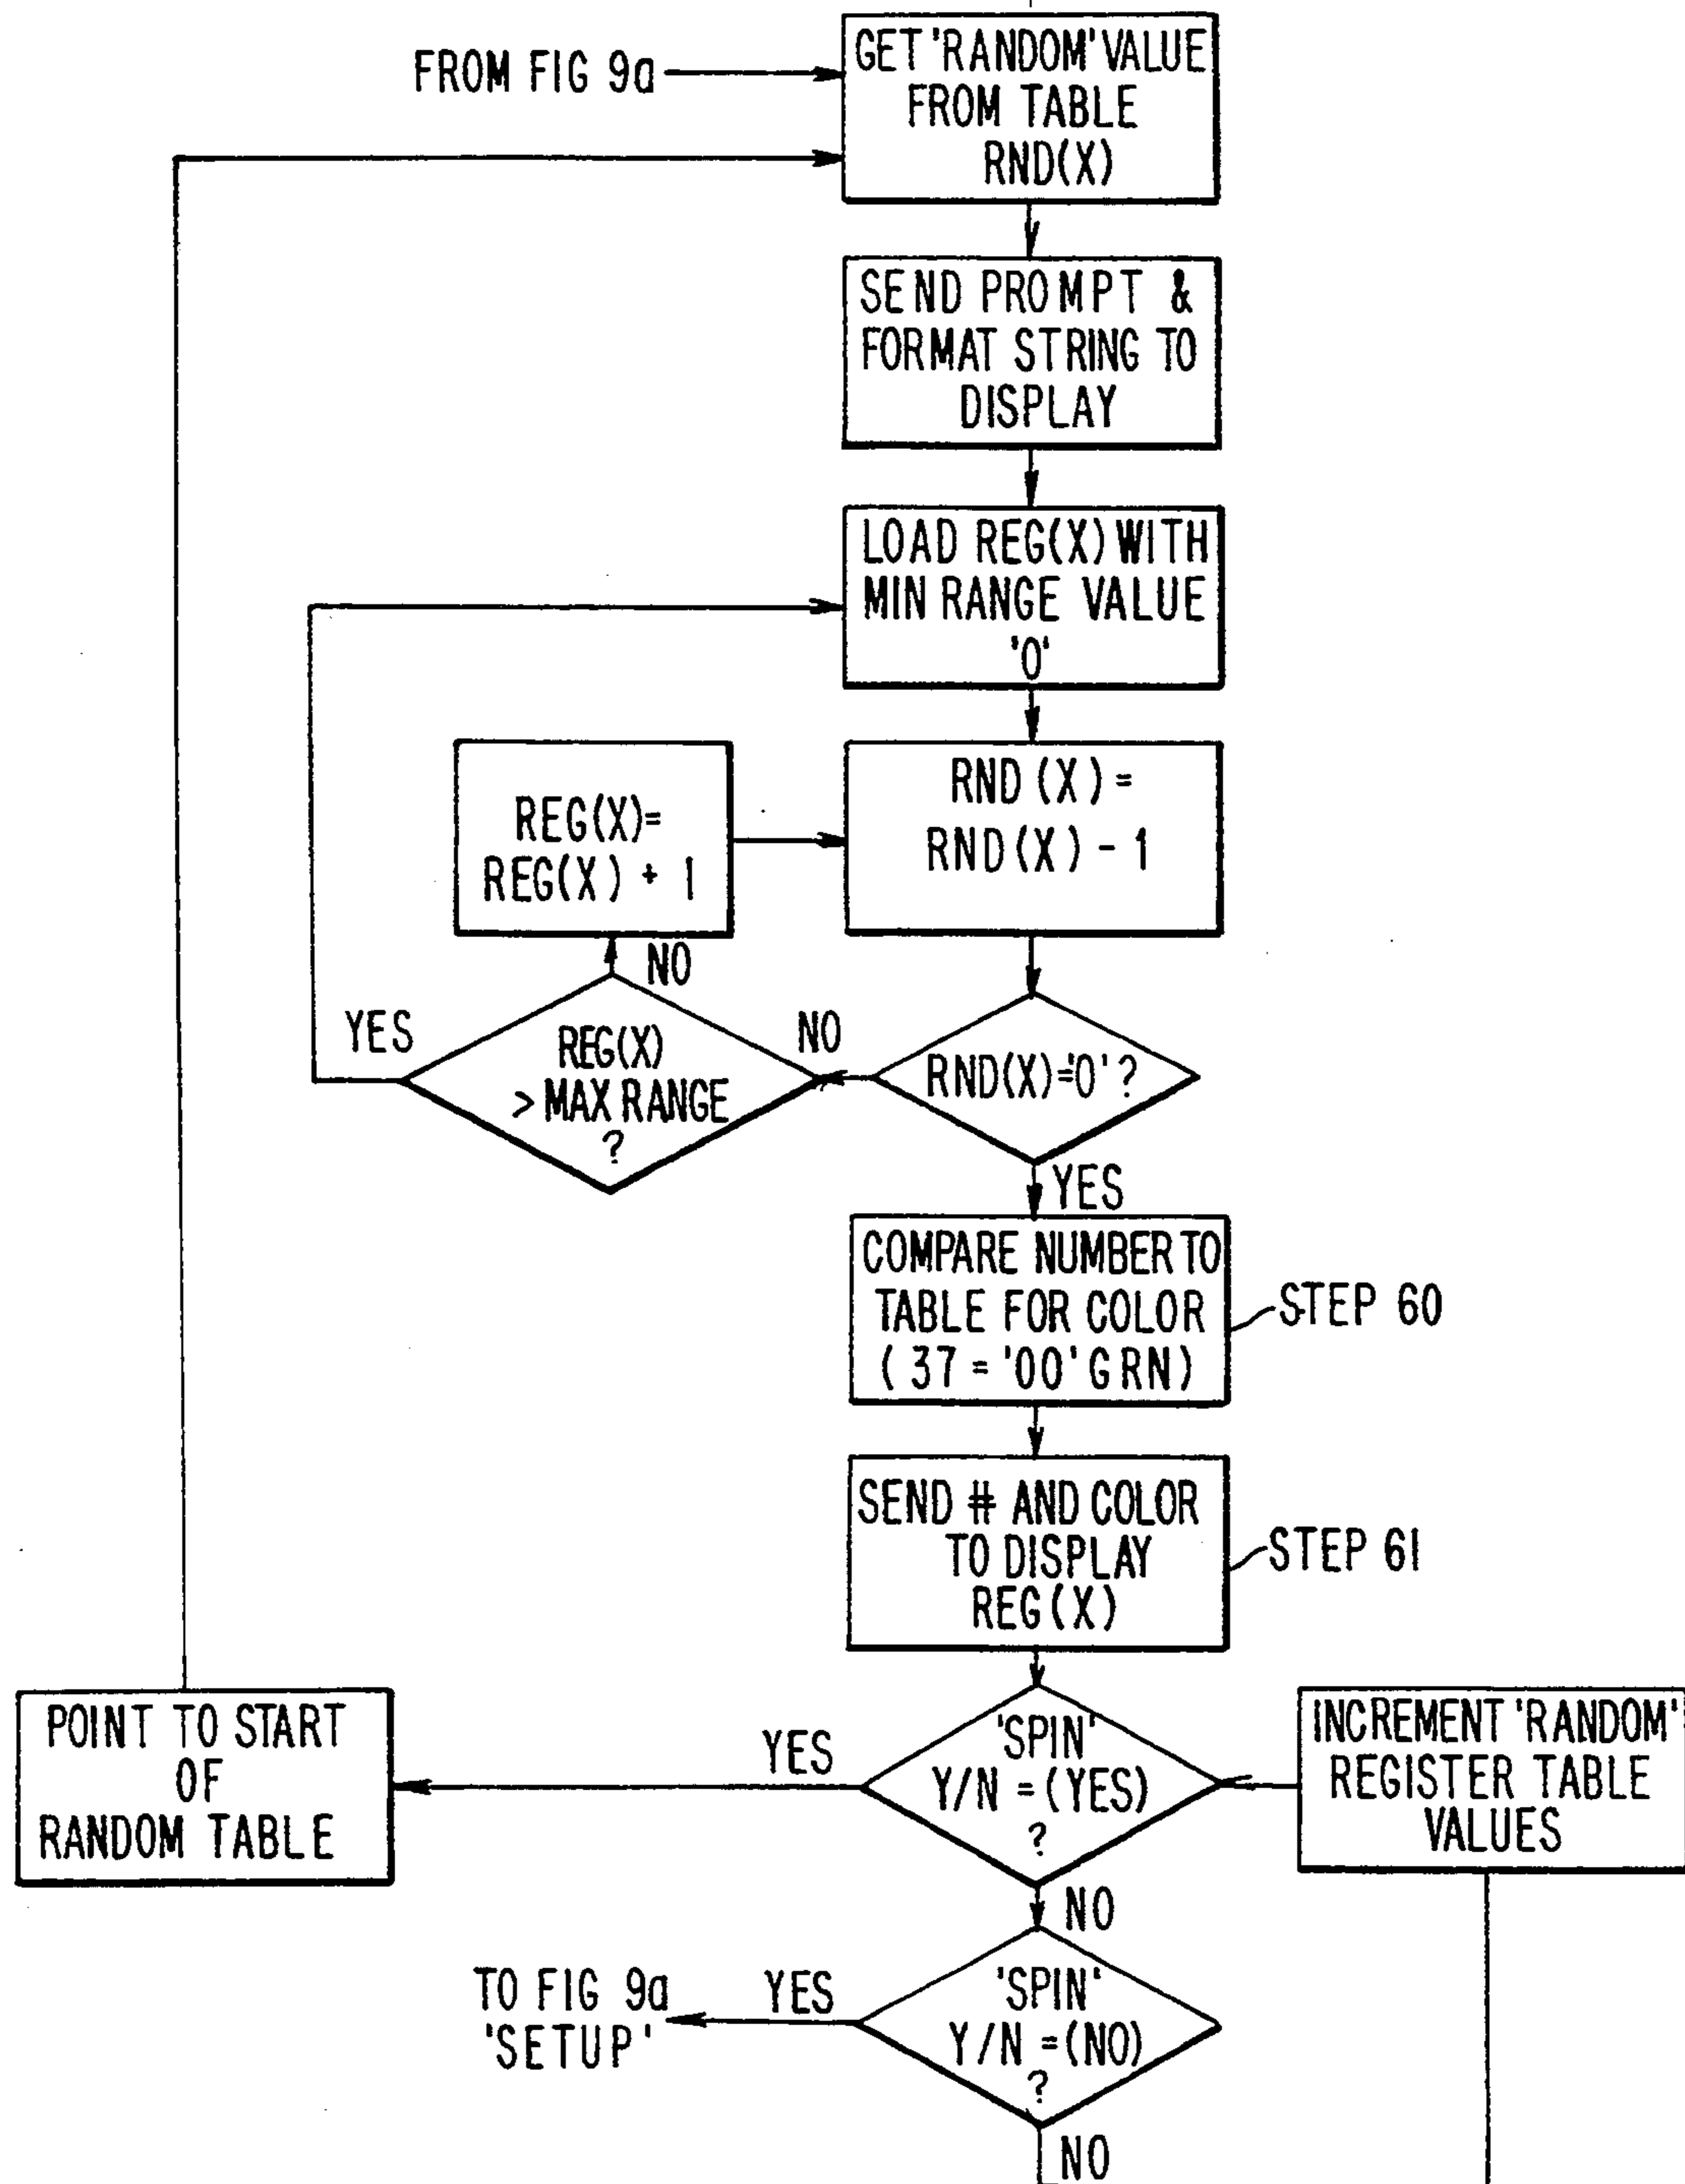 FROM FIG 9a
GET 'RANDOM' VALUE
FROM TABLE
RND(X)
SEND PROMPT &
FORMAT STRING TO
DISPLAY
LOAD REG(X) WITH
MIN RANGE VALUE
'0'
REG(X)=
REG(X) + 1
RND (X) =
RND(X) - 1
NO
YES
REG(X)
> MAX RANGE
?
NO
RND(X)='0' ?
YES
COMPARE NUMBER TO
TABLE FOR COLOR
( 37 = '00' GRN)
STEP 60
SEND # AND COLOR
TO DISPLAY
REG(X)
STEP 61
POINT TO START
OF
RANDOM TABLE
YES
'SPIN'
Y/N = (YES)
?
INCREMENT 'RANDOM'
REGISTER TABLE
VALUES
NO
TO FIG 9a
'SETUP'
YES
'SPIN'
Y/N =(NO)
?
NO